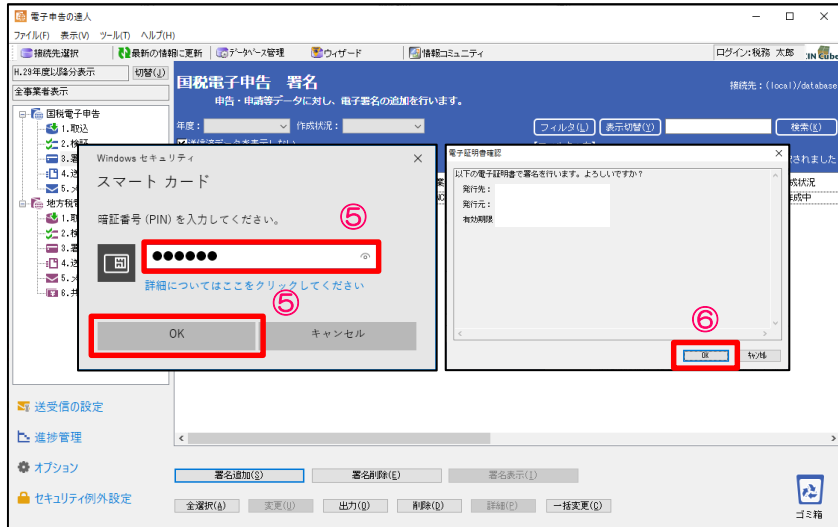 電子申告の達人
ファイル(F) 表示(V) ツール(T) ヘルプ(H)
接続先選択 最新の情報に更新 データベース管理 ウィザード 情報コミュニティ ログイン:税務 太郎
H.29年度以降分表示 切替(J)
全事業者表示
国税電子申告
1.取込
2.検証
3.署
4.送
5.メ
地方税
1.取
2.検
3.署
4.送
5.メ
6.共
送受信の設定
進捗管理
オプション
セキュリティ例外設定
国税電子申告 署名
申告・申請等データに対し、電子署名の追加を行います。
接続先:(local)/database
年度: 作成状況:
フィルタ(L) 表示切替(Y) 検索(K)
されました
成状況
作成中
Windows セキュリティ
スマート カード
暗証番号 (PIN) を入力してください。
⑤
●●●●●●
詳細についてはここをクリックしてください
⑤
OK キャンセル
電子証明書確認
以下の電子証明書で署名を行います。よろしいですか?
発行先:
発行元:
有効期限
⑥
OK キャンセル
署名追加(S) 署名削除(E) 署名表示(I)
全選択(A) 変更(U) 出力(O) 削除(D) 詳細(P) 一括変更(C)
ゴミ箱